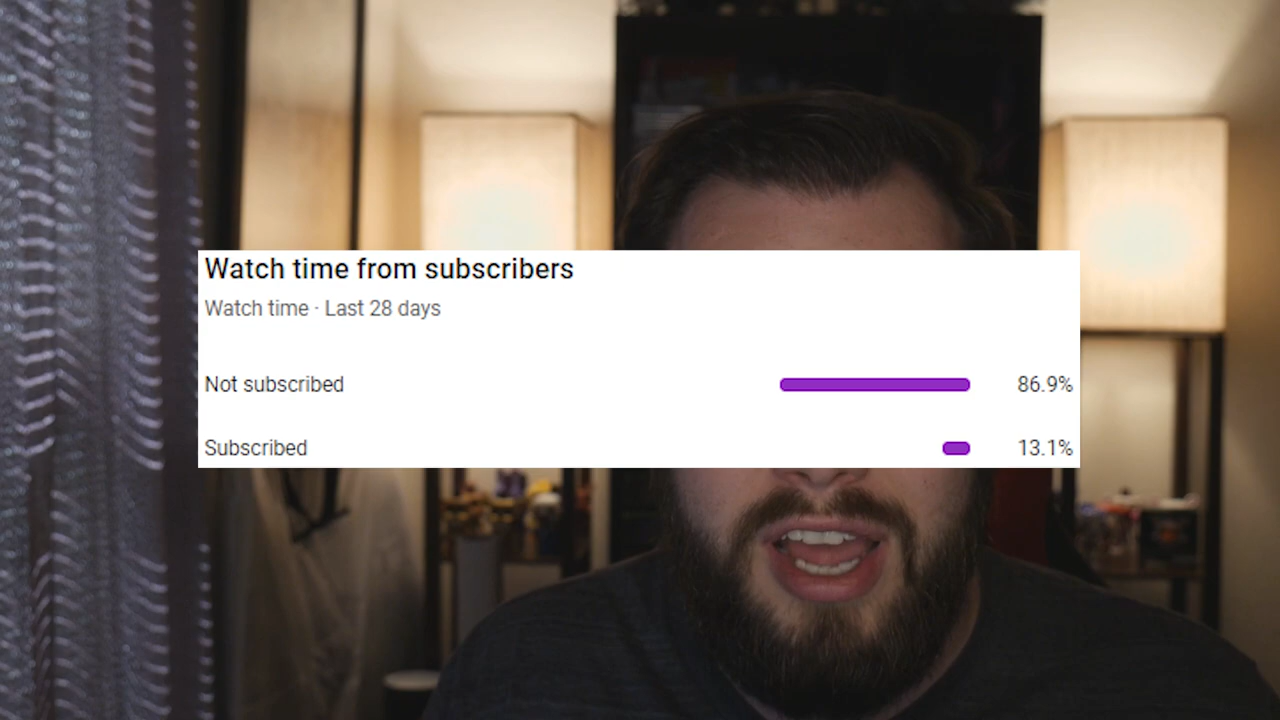 Watch time from subscribers
Watch time · Last 28 days
Not subscribed 86.9%
Subscribed 13.1%